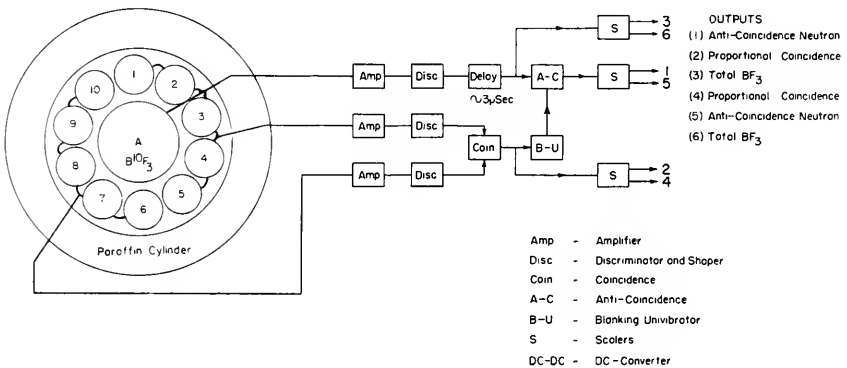 3
6
OUTPUTS
(1) Anti-Coincidence Neutron
(2) Proportional Coincidence
(3) Total BF3
(4) Proportional Coincidence
(5) Anti-Coincidence Neutron
(6) Total BF3
S
Amp
Disc
Delay
A-C
S
1
5
~3μSec
Amp
Disc
Coin
B-U
Amp
Disc
S
2
4
1
2
3
4
5
6
7
8
9
10
A
B10F3
Paraffin Cylinder
Amp - Amplifier
Disc - Discriminator and Shaper
Coin - Coincidence
A-C - Anti-Coincidence
B-U - Blanking Univibrator
S - Scalers
DC-DC - DC-Converter